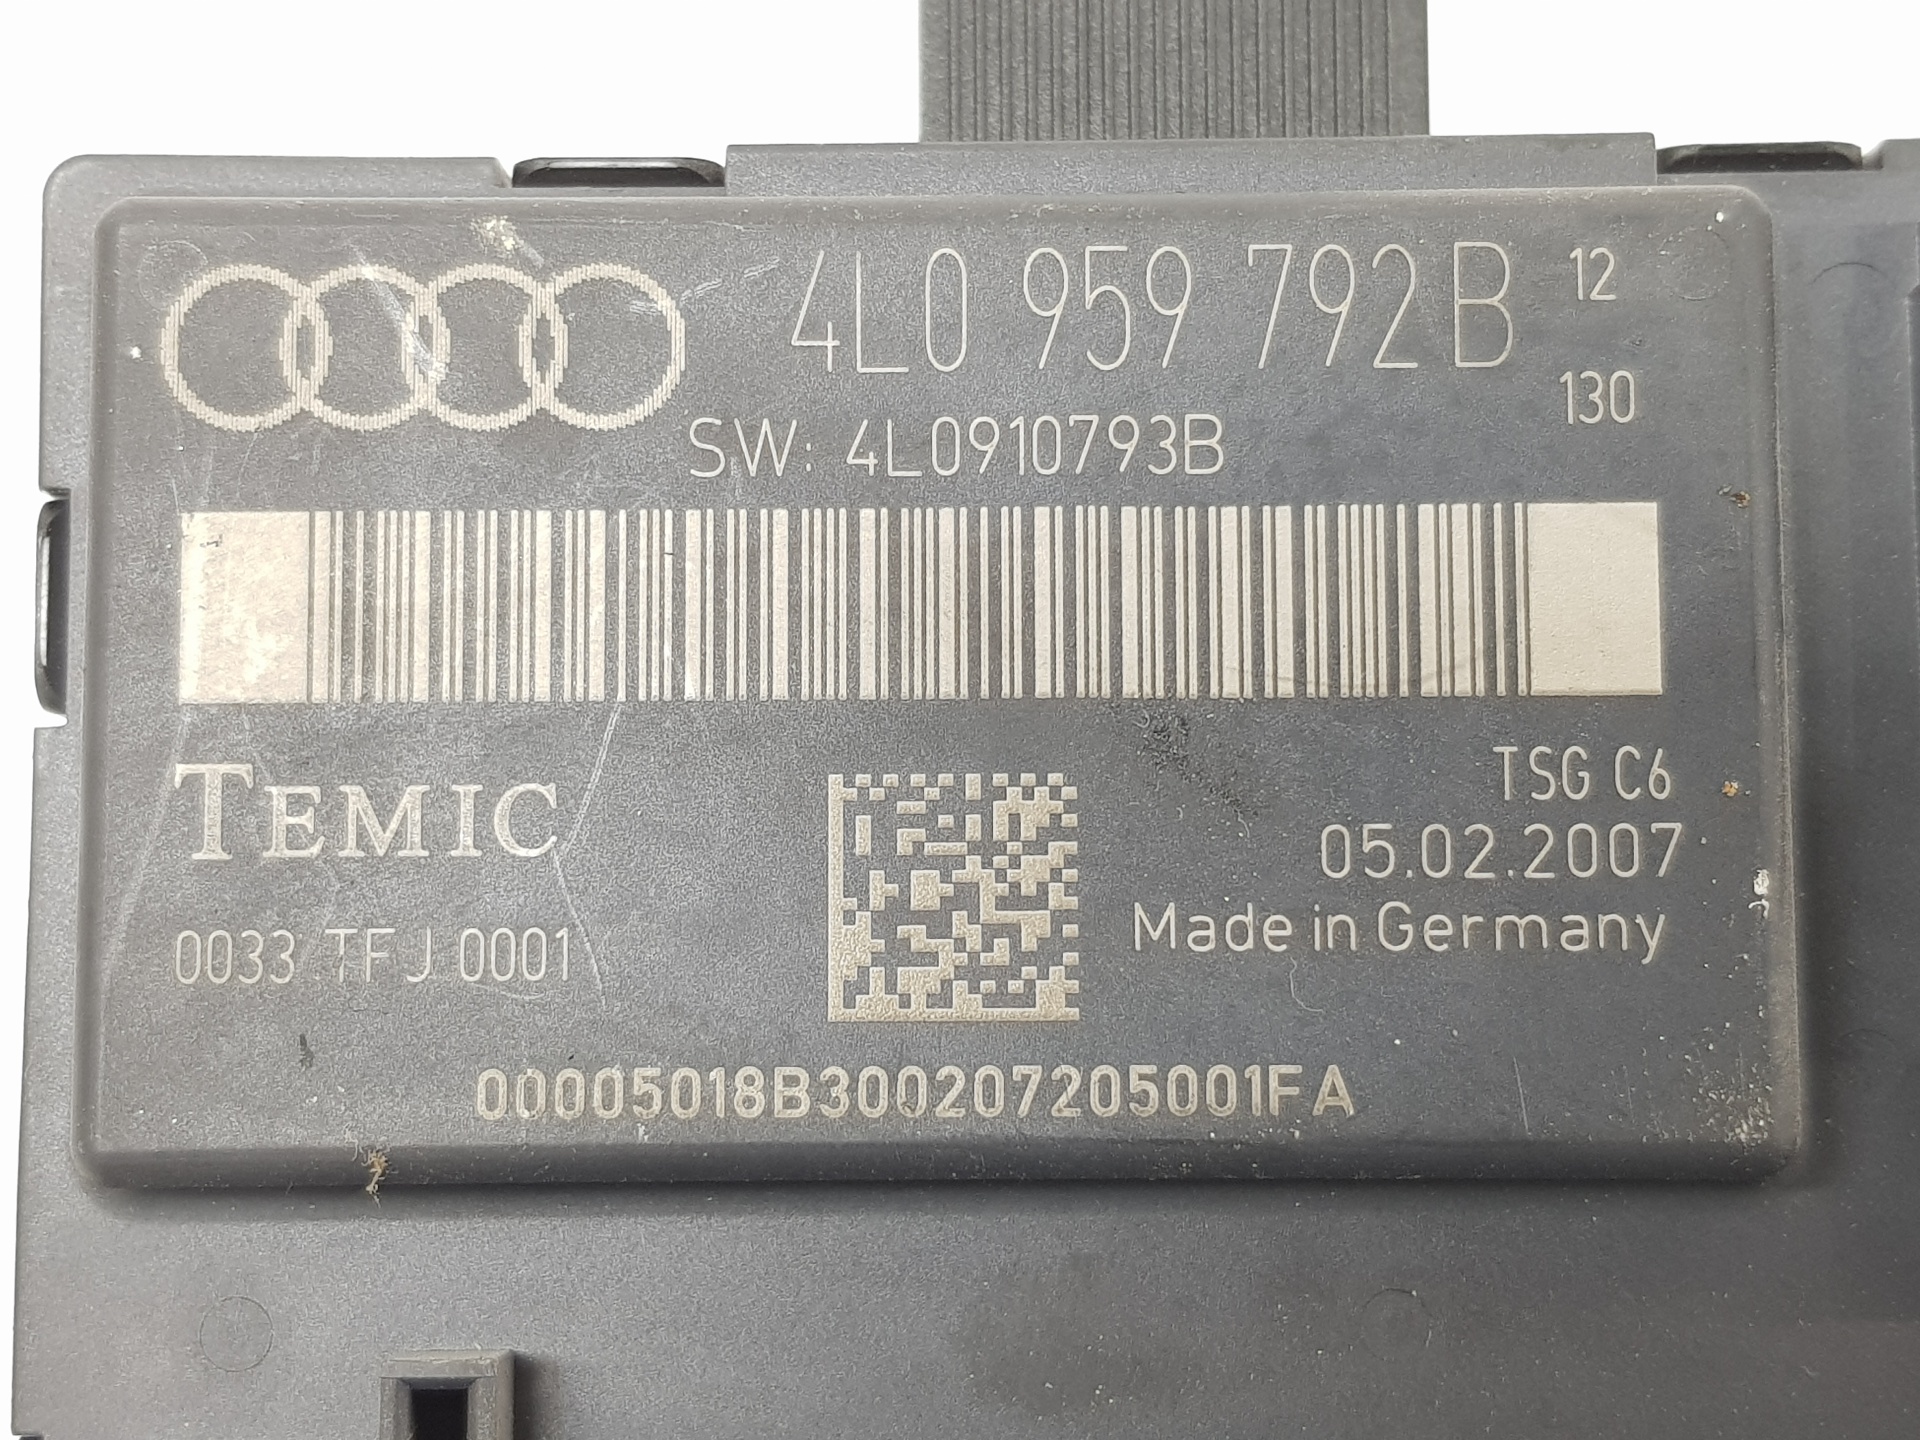 4L0 959 792 B 12
130
SW: 4L0910793B
TEMIC
TSG C6
05.02.2007
Made in Germany
0033 TFJ 0001
00005018B300207205001FA